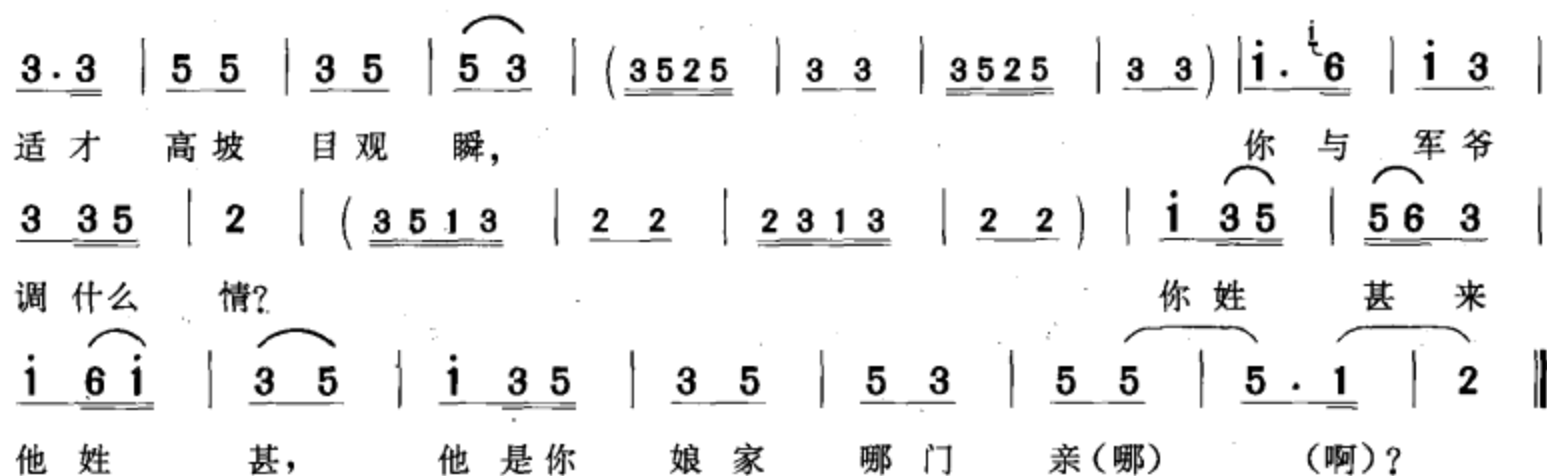 3·3 | 5 5 | 3 5 | 5 3 | (3525 | 3 3 | 3525 | 3 3) | i· i6 | i 3 |
适才 高坡 目观 瞬， 你与 军爷
3 35 | 2 | (3513 | 2 2 | 2313 | 2 2) | i 35 | 56 3 |
调什么 情？ 你姓 甚来
i 6i | 3 5 | i 35 | 3 5 | 5 3 | 5 5 | 5·1 | 2 ‖
他姓 甚， 他是你 娘家 哪门 亲（哪） （啊）？